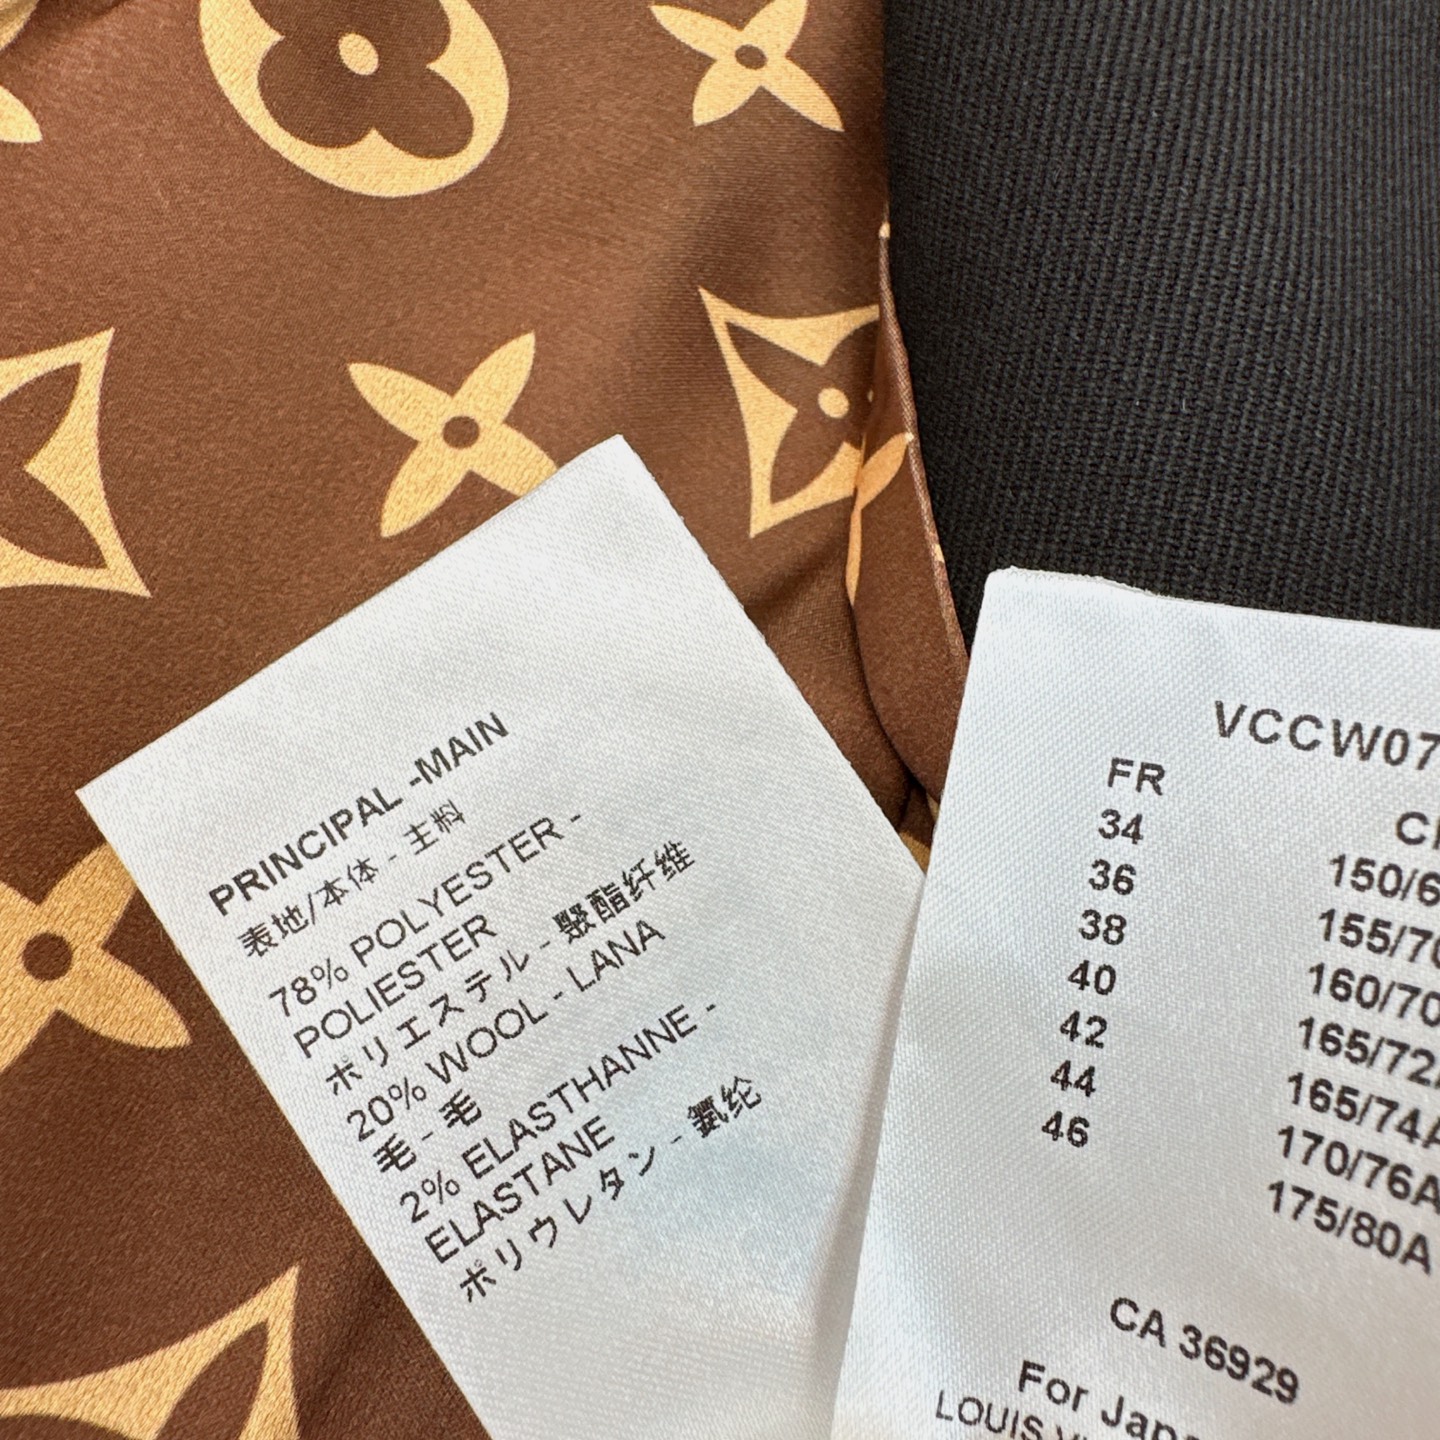 PRINCIPAL -MAIN
表地/本体 - 主料
78% POLYESTER -
POLIESTER
ポリエステル - 聚酯纤维
20% WOOL - LANA
毛 - 毛
2% ELASTHANNE -
ELASTANE
ポリウレタン - 氨纶
VCCW07
FR
34
36
38
40
42
44
46
150/6
155/70
160/70
165/72
165/74A
170/76A
175/80A
CA 36929
For Japa
LOUIS V